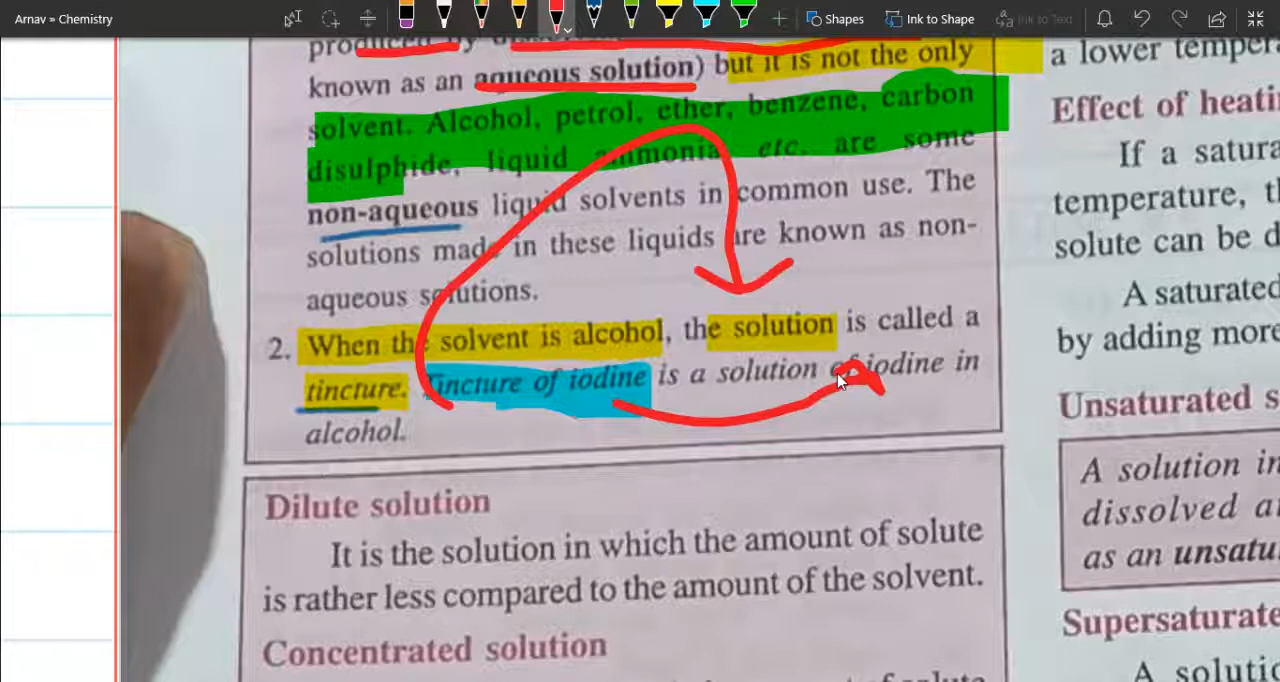 Arnav » Chemistry
Shapes
Ink to Shape
Ink to Text
known as an aqueous solution) but it is not the only
solvent. Alcohol, petrol, ether, benzene, carbon
disulphide, liquid ammonia etc. are some
non-aqueous liquid solvents in common use. The
solutions made in these liquids are known as non-
aqueous solutions.
2. When the solvent is alcohol, the solution is called a
tincture. Tincture of iodine is a solution of iodine in
alcohol.
Dilute solution
It is the solution in which the amount of solute
is rather less compared to the amount of the solvent.
Concentrated solution
a lower tempera
Effect of heati
If a satura
temperature, t
solute can be d
A saturated
by adding more
Unsaturated s
A solution in
dissolved a
as an unsatu
Supersaturate
A solutio